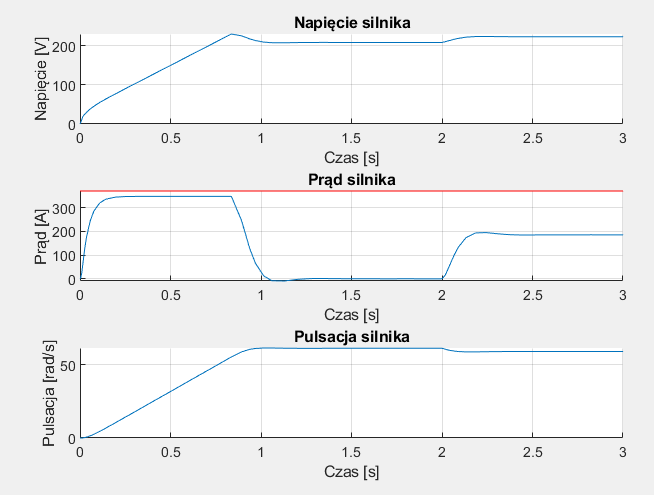 Napięcie silnika
Napięcie [V]
200
100
0
0 0.5 1 1.5 2 2.5 3
Czas [s]
Prąd silnika
Prąd [A]
300
200
100
0
0 0.5 1 1.5 2 2.5 3
Czas [s]
Pulsacja silnika
Pulsacja [rad/s]
50
0
0 0.5 1 1.5 2 2.5 3
Czas [s]